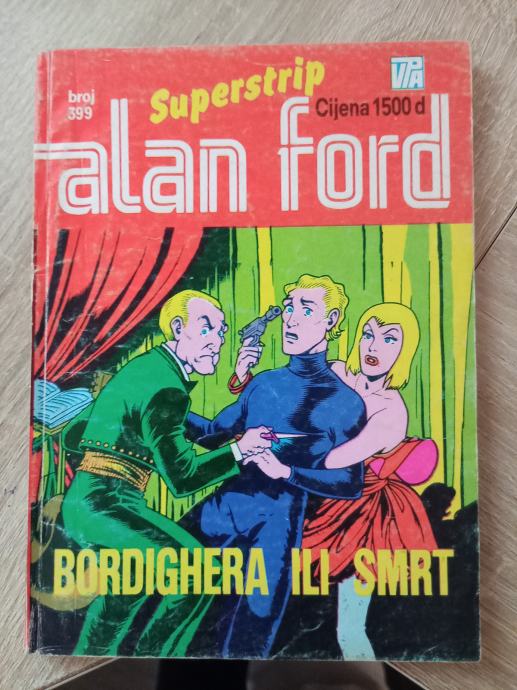 broj
399
Superstrip
VPA
Cijena 1500 d
alan ford
BORDIGHERA ILI SMRT